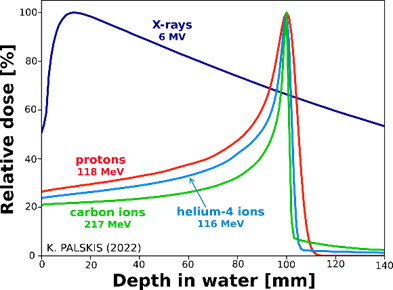 Relative dose [%]
100
80
60
40
20
0
X-rays
6 MV
protons
118 MeV
carbon ions
217 MeV
helium-4 ions
116 MeV
K. PALSKIS (2022)
0 20 40 60 80 100 120 140
Depth in water [mm]